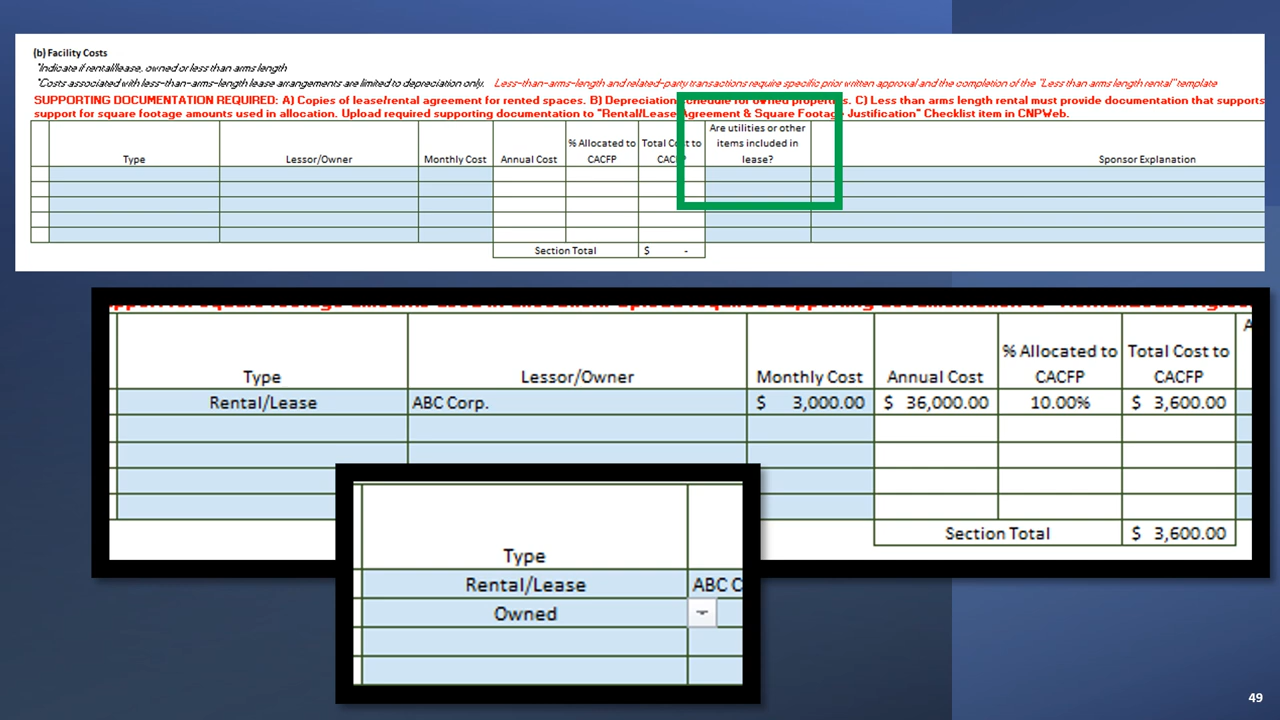 (b) Facility Costs
*Indicate if rental/lease, owned or less than arms length
*Costs associated with less-than-arms-length lease arrangements are limited to depreciation only. Less-than-arms-length and related-party transactions require specific prior written approval and the completion of the "Less than arms length rental" template
SUPPORTING DOCUMENTATION REQUIRED: A) Copies of lease/rental agreement for rented spaces. B) Depreciation schedule for owned properties. C) Less than arms length rental must provide documentation that supports
support for square footage amounts used in allocation. Upload required supporting documentation to "Rental/Lease Agreement & Square Footage Justification" Checklist item in CNPWeb.
Are utilities or other
% Allocated to Total Cost to items included in
Type Lessor/Owner Monthly Cost Annual Cost CACFP CACFP lease? Sponsor Explanation
Section Total $ -
% Allocated to Total Cost to
Type Lessor/Owner Monthly Cost Annual Cost CACFP CACFP
Rental/Lease ABC Corp. $ 3,000.00 $ 36,000.00 10.00% $ 3,600.00
Section Total $ 3,600.00
Type
Rental/Lease ABC C
Owned
49